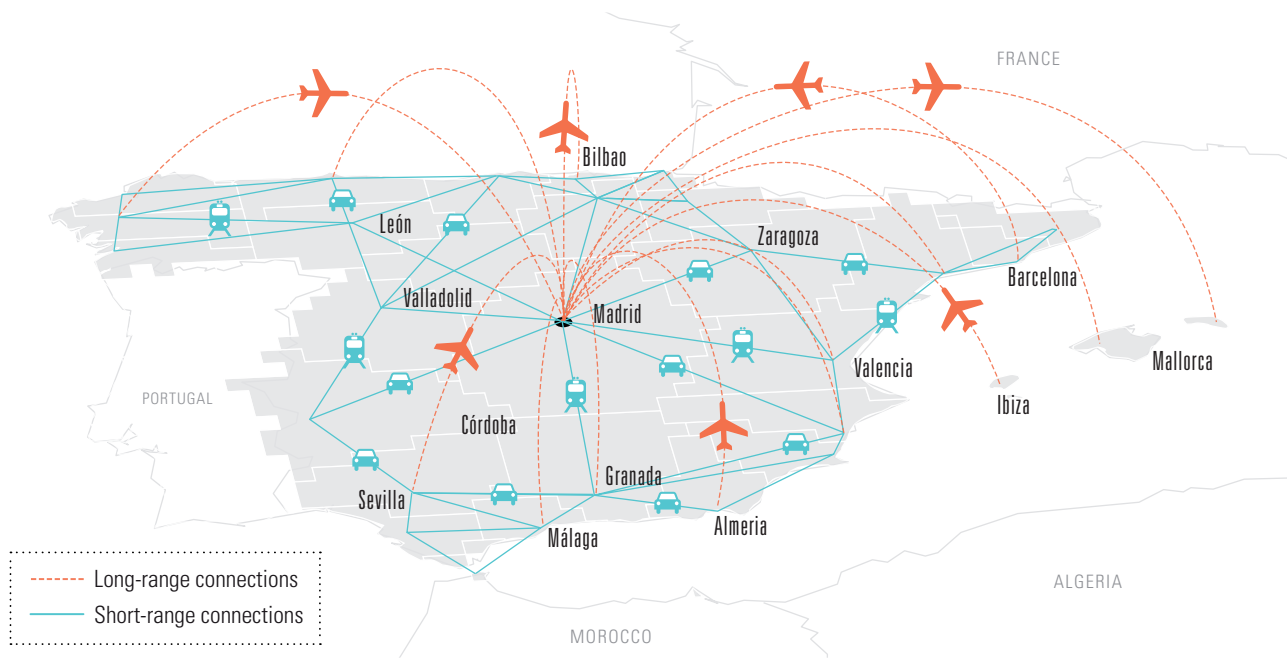 FRANCE
Bilbao
León
Zaragoza
Barcelona
Valladolid
Madrid
Mallorca
Valencia
PORTUGAL
Ibiza
Córdoba
Granada
Sevilla
Almeria
Málaga
Long-range connections
ALGERIA
Short-range connections
MOROCCO